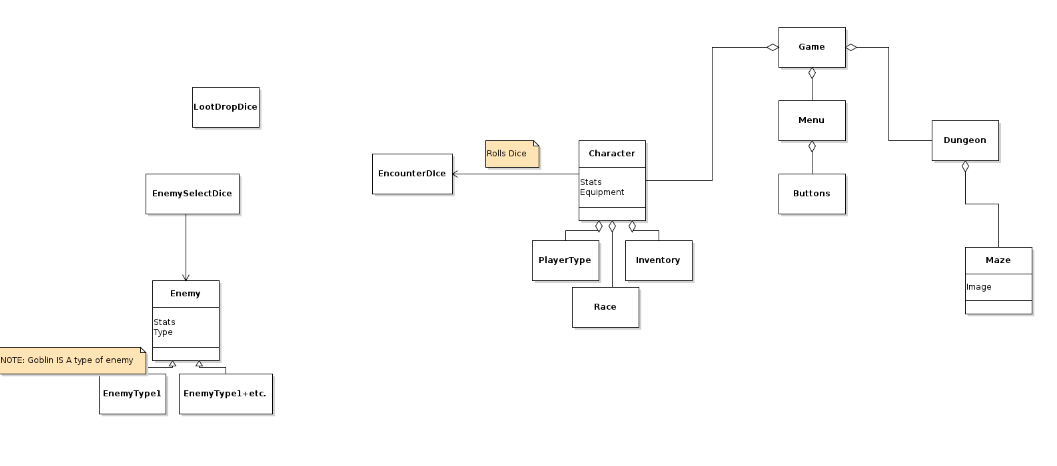 Game
LootDropDice
Menu
Dungeon
Rolls Dice
Character
EncounterDIce
Stats
Equipment
EnemySelectDice
Buttons
PlayerType
Inventory
Maze
Image
Enemy
Race
Stats
Type
NOTE: Goblin IS A type of enemy
EnemyType1
EnemyType1+etc.